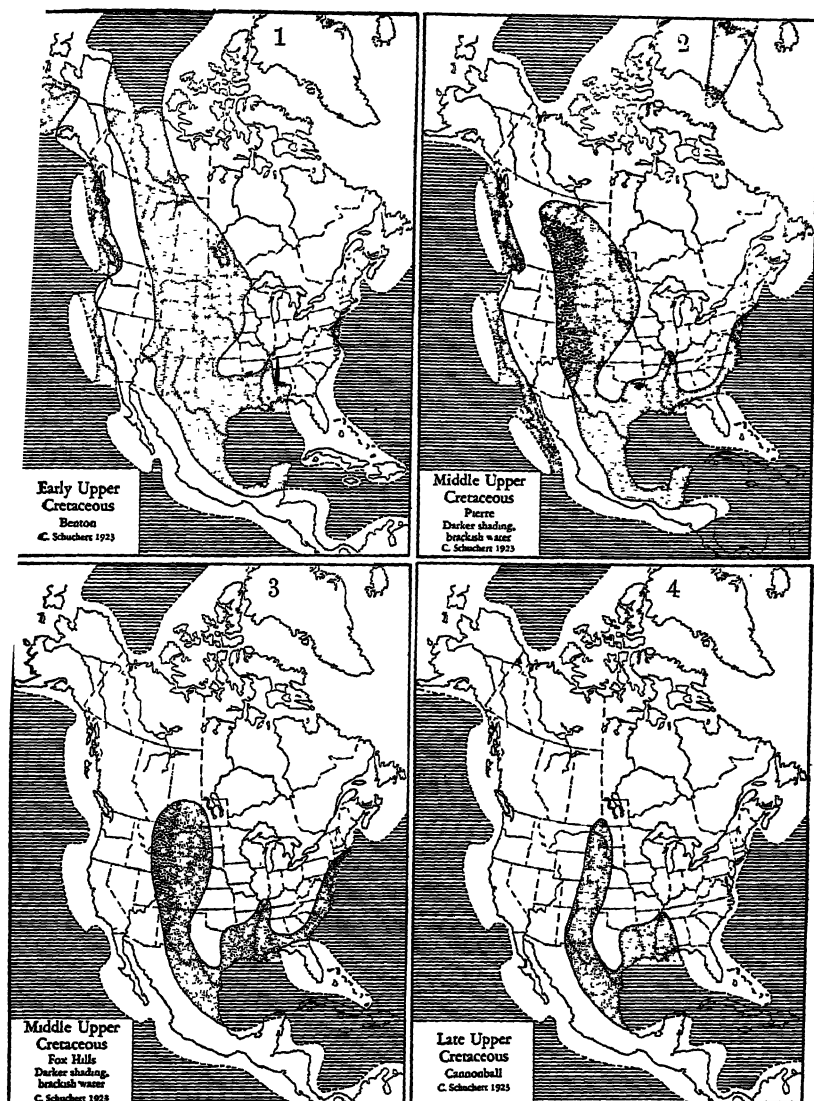 1
Early Upper
Cretaceous
Benton
C. Schuchert 1923
2
Middle Upper
Cretaceous
Pierre
Darker shading,
brackish water
C. Schuchert 1923
3
Middle Upper
Cretaceous
Fox Hills
Darker shading,
brackish water
C. Schuchert 1923
4
Late Upper
Cretaceous
Cannonball
C. Schuchert 1923